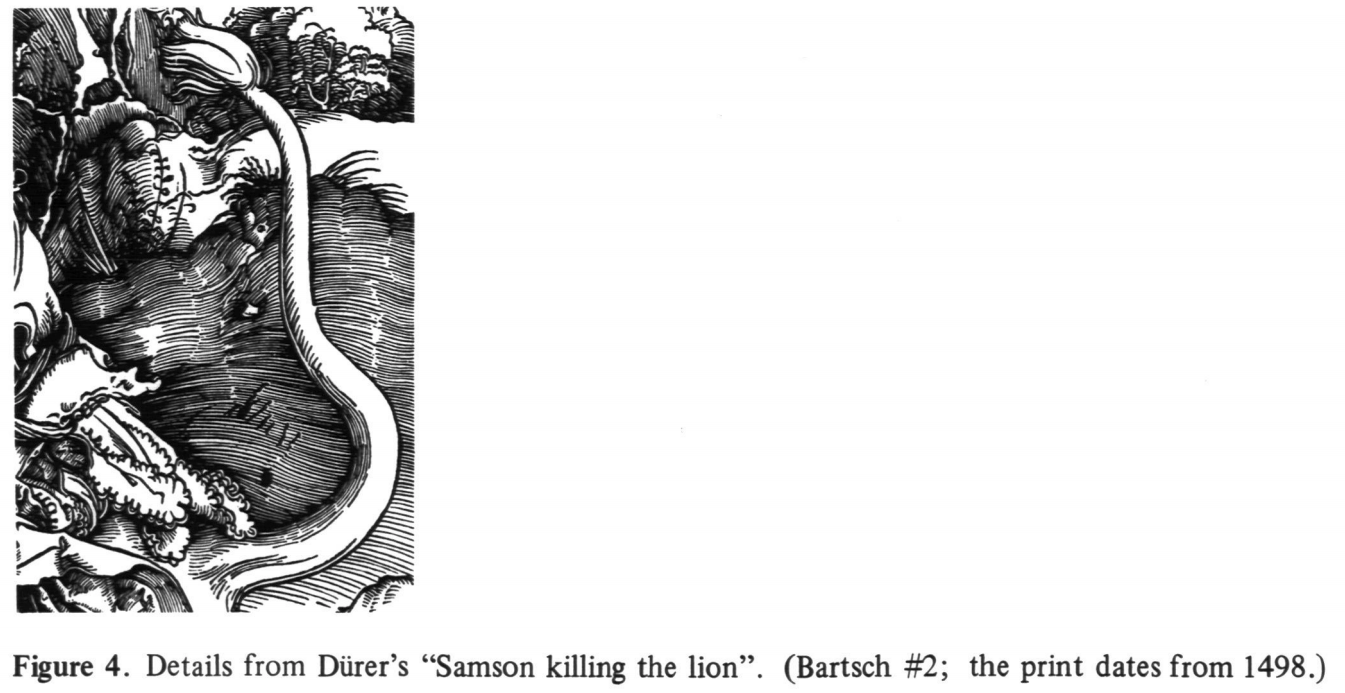 Figure 4. Details from Dürer's “Samson killing the lion”. (Bartsch #2; the print dates from 1498.)